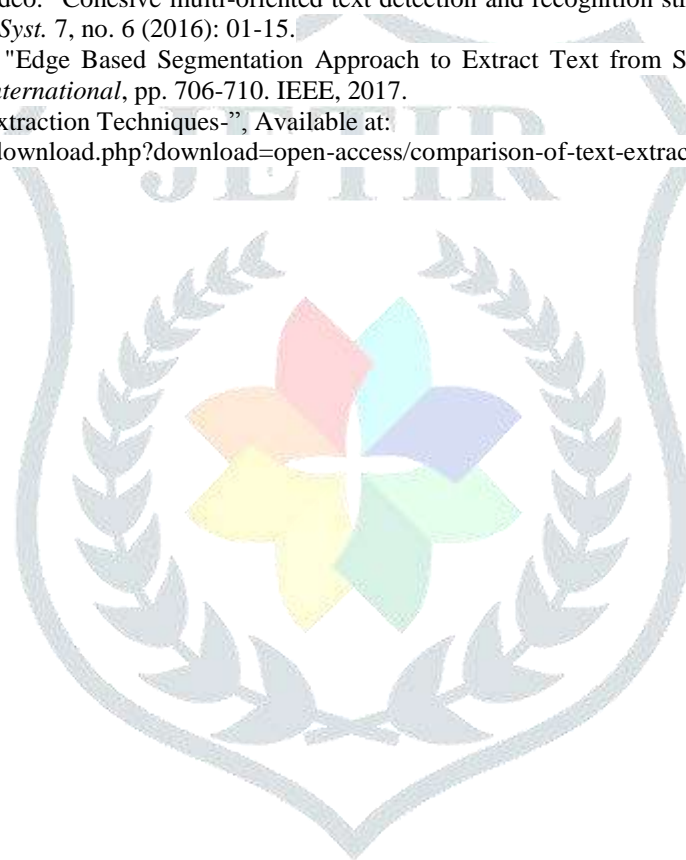 deo. "Cohesive multi-oriented text detection and recognition str
Syst. 7, no. 6 (2016): 01-15.
"Edge Based Segmentation Approach to Extract Text from S
nternational, pp. 706-710. IEEE, 2017.
xtraction Techniques-”, Available at:
download.php?download=open-access/comparison-of-text-extrac
JETIR